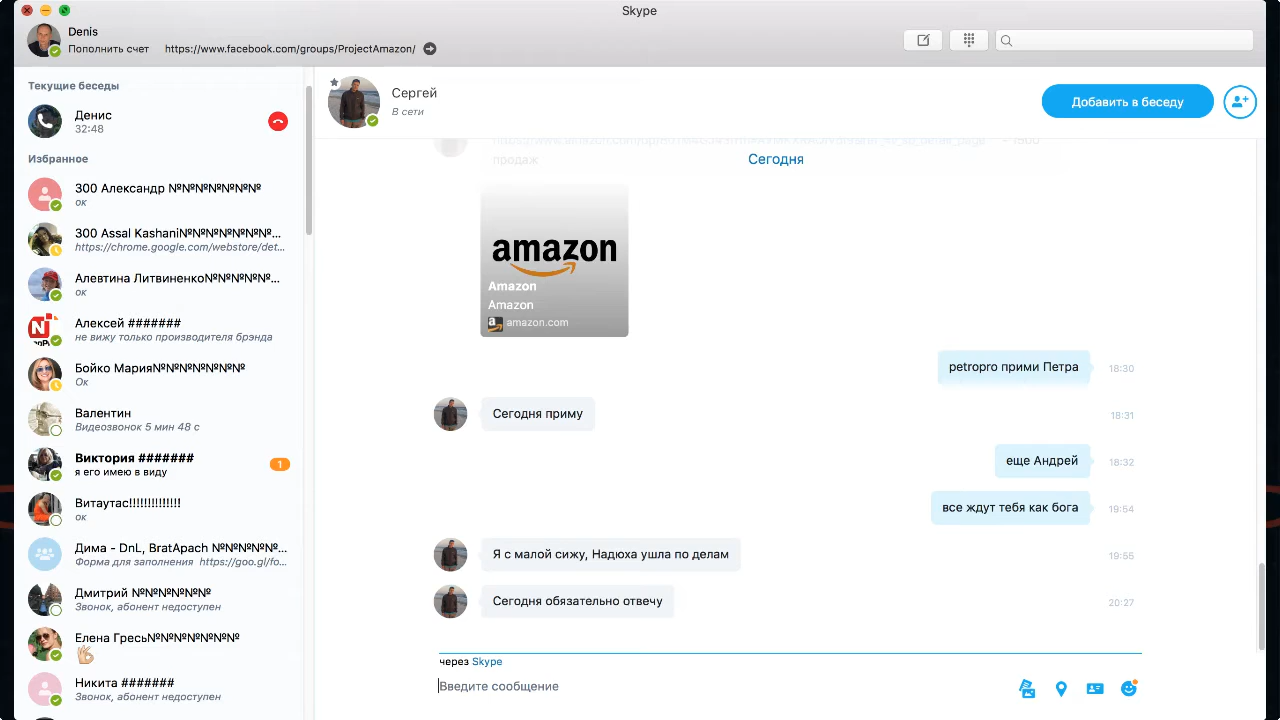 Skype
Denis
Пополнить счет https://www.facebook.com/groups/ProjectAmazon/
Текущие беседы
Денис
32:48
Избранное
300 Александр №№№№№№№
ок
300 Assal Kashani№№№№№№№...
https://chrome.google.com/webstore/det...
Алевтина Литвиненко№№№№№...
ок
Алексей #######
не вижу только производителя брэнда
Бойко Мария№№№№№№№
Ок
Валентин
Видеозвонок 5 мин 48 с
Виктория #######
я его имею в виду
1
Витаутас!!!!!!!!!!!!!!
ок
Дима - DnL, BratApach №№№№№...
Форма для заполнения https://goo.gl/fo...
Дмитрий №№№№№№
Звонок, абонент недоступен
Елена Гресь№№№№№№№
Никита #######
Звонок, абонент недоступен
Сергей
В сети
Добавить в беседу
продаж
Сегодня
amazon
Amazon
Amazon
amazon.com
petropro прими Петра
18:30
Сегодня приму
18:31
еще Андрей
18:32
все ждут тебя как бога
19:54
Я с малой сижу, Надюха ушла по делам
19:55
Сегодня обязательно отвечу
20:27
через Skype
Введите сообщение